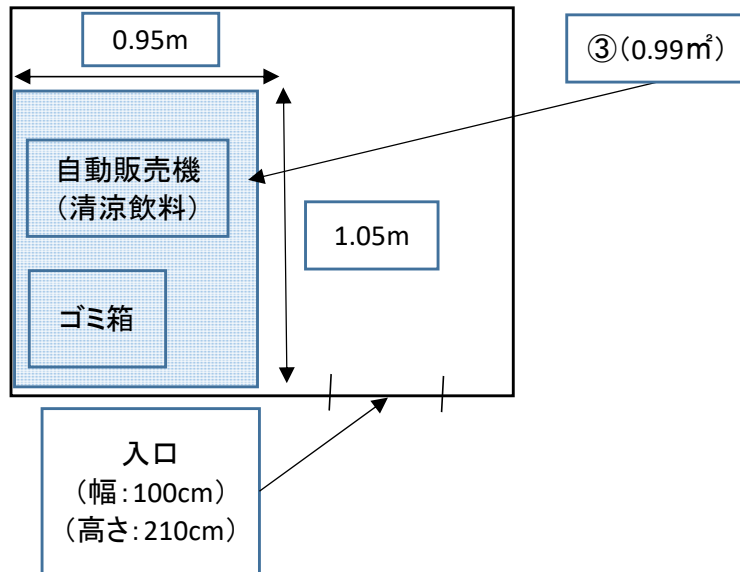 0.95m
③(0.99㎡)
自動販売機
(清涼飲料)
1.05m
ゴミ箱
入口
(幅:100cm)
(高さ:210cm)